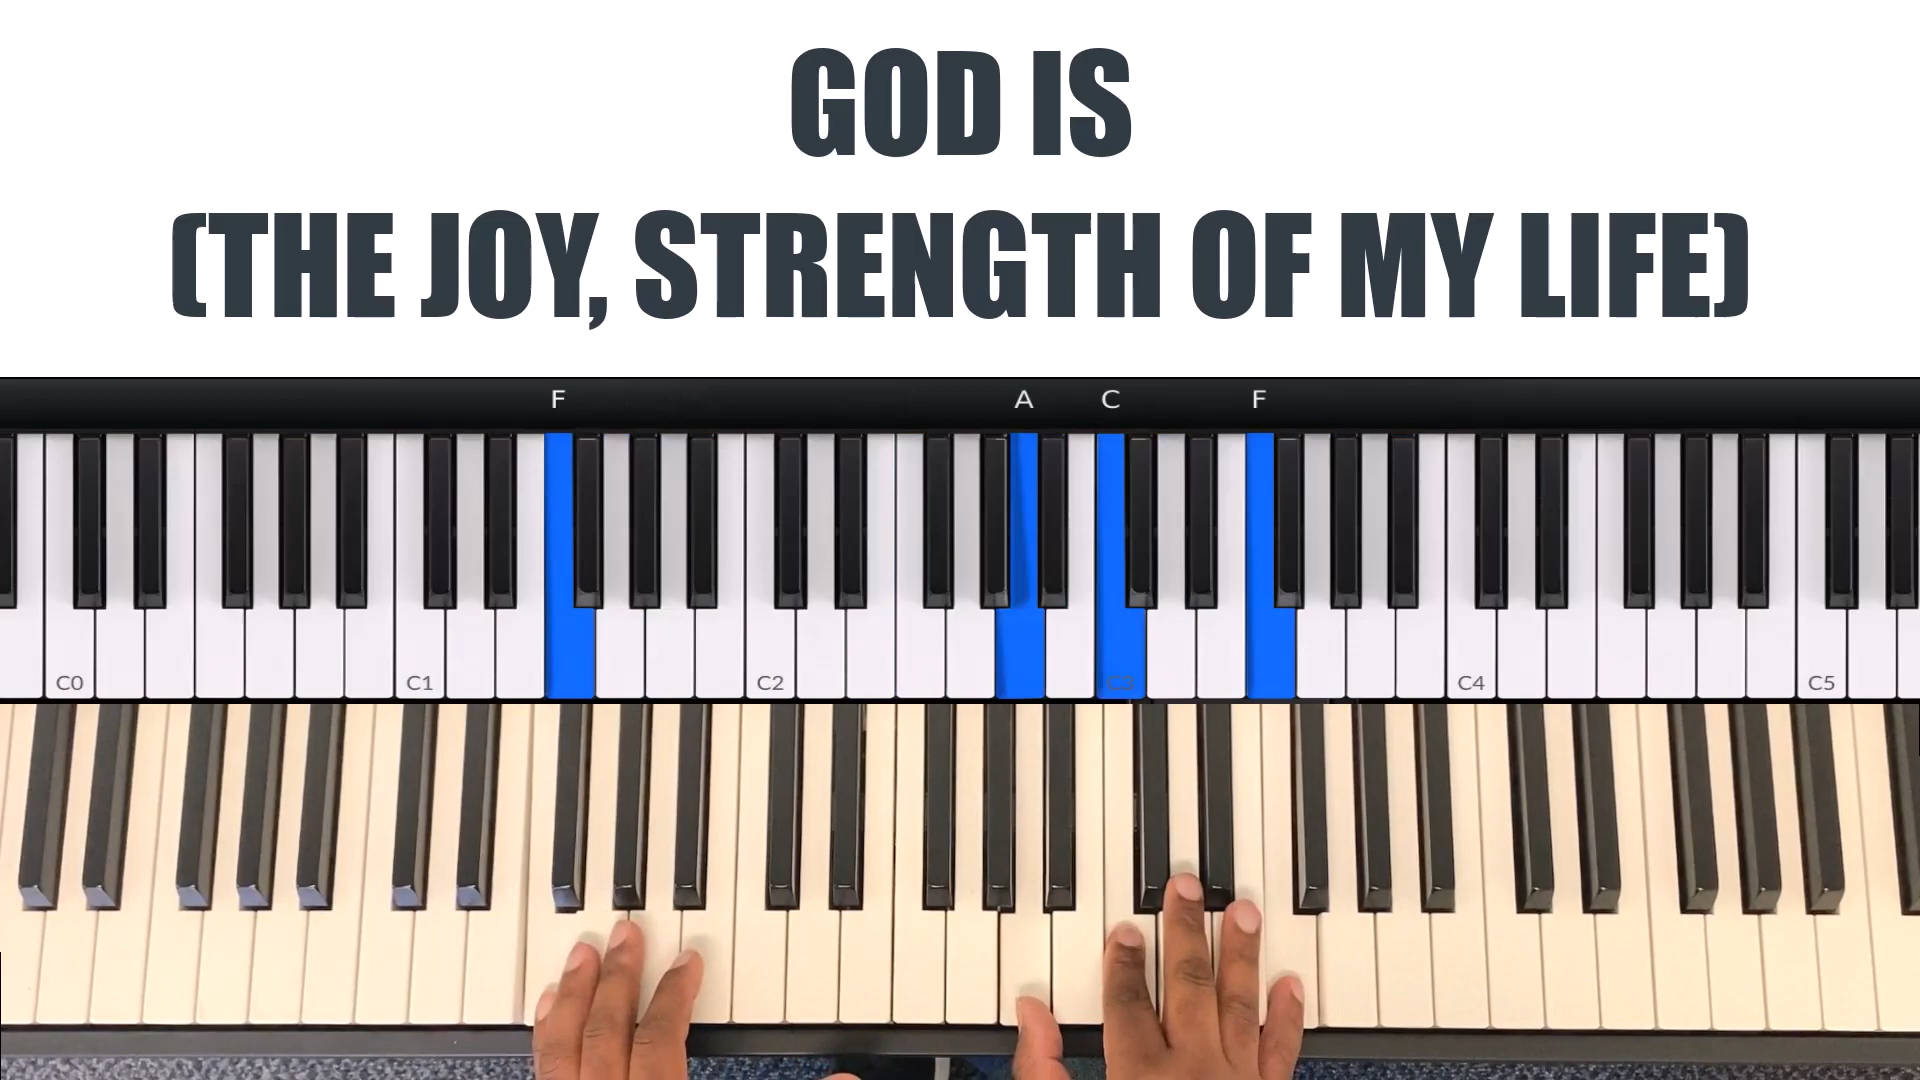 GOD IS
(THE JOY, STRENGTH OF MY LIFE)
F A C F
C0 C1 C2 C3 C4 C5